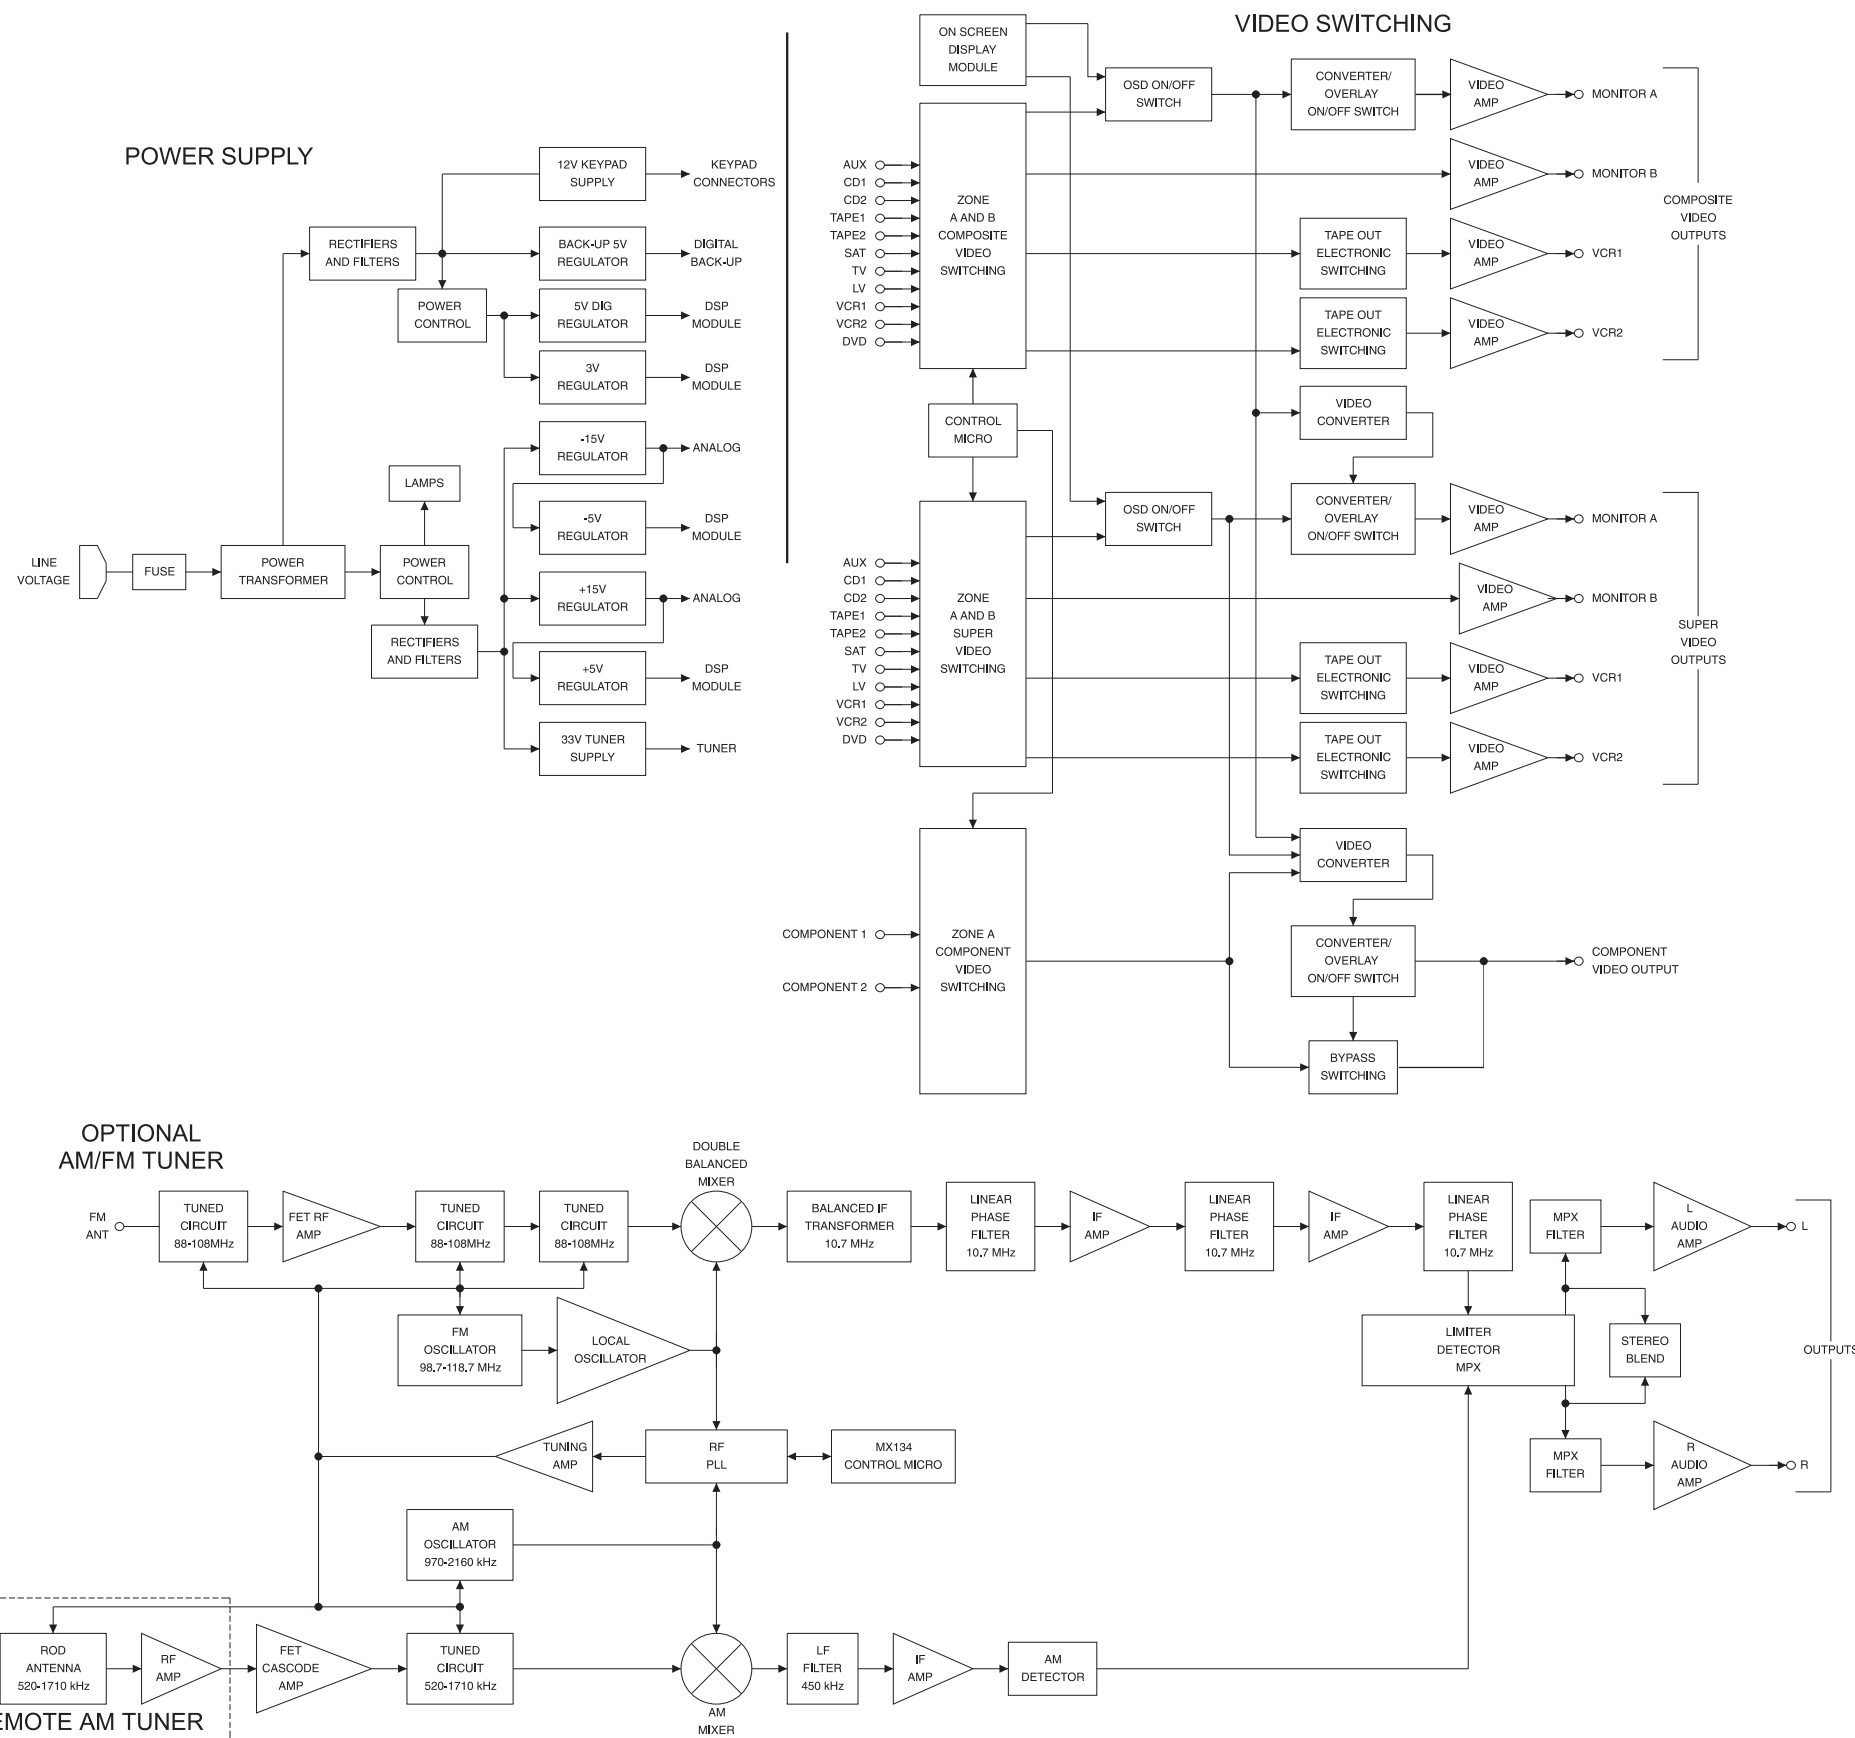 POWER SUPPLY
LINE
VOLTAGE
FUSE
POWER
TRANSFORMER
RECTIFIERS
AND FILTERS
POWER
CONTROL
LAMPS
POWER
CONTROL
RECTIFIERS
AND FILTERS
12V KEYPAD
SUPPLY
KEYPAD
CONNECTORS
BACK-UP 5V
REGULATOR
DIGITAL
BACK-UP
5V DIG
REGULATOR
DSP
MODULE
3V
REGULATOR
DSP
MODULE
-15V
REGULATOR
ANALOG
-5V
REGULATOR
DSP
MODULE
+15V
REGULATOR
ANALOG
+5V
REGULATOR
DSP
MODULE
33V TUNER
SUPPLY
TUNER
VIDEO SWITCHING
ON SCREEN
DISPLAY
MODULE
AUX
CD1
CD2
TAPE1
TAPE2
SAT
TV
LV
VCR1
VCR2
DVD
ZONE
A AND B
COMPOSITE
VIDEO
SWITCHING
OSD ON/OFF
SWITCH
CONVERTER/
OVERLAY
ON/OFF SWITCH
VIDEO
AMP
MONITOR A
VIDEO
AMP
MONITOR B
TAPE OUT
ELECTRONIC
SWITCHING
VIDEO
AMP
VCR1
TAPE OUT
ELECTRONIC
SWITCHING
VIDEO
AMP
VCR2
COMPOSITE
VIDEO
OUTPUTS
CONTROL
MICRO
VIDEO
CONVERTER
AUX
CD1
CD2
TAPE1
TAPE2
SAT
TV
LV
VCR1
VCR2
DVD
ZONE
A AND B
SUPER
VIDEO
SWITCHING
OSD ON/OFF
SWITCH
CONVERTER/
OVERLAY
ON/OFF SWITCH
VIDEO
AMP
MONITOR A
VIDEO
AMP
MONITOR B
TAPE OUT
ELECTRONIC
SWITCHING
VIDEO
AMP
VCR1
TAPE OUT
ELECTRONIC
SWITCHING
VIDEO
AMP
VCR2
SUPER
VIDEO
OUTPUTS
VIDEO
CONVERTER
COMPONENT 1
COMPONENT 2
ZONE A
COMPONENT
VIDEO
SWITCHING
CONVERTER/
OVERLAY
ON/OFF SWITCH
COMPONENT
VIDEO OUTPUT
BYPASS
SWITCHING
OPTIONAL
AM/FM TUNER
FM
ANT
TUNED
CIRCUIT
88-108MHz
FET RF
AMP
TUNED
CIRCUIT
88-108MHz
TUNED
CIRCUIT
88-108MHz
DOUBLE
BALANCED
MIXER
BALANCED IF
TRANSFORMER
10.7 MHz
LINEAR
PHASE
FILTER
10.7 MHz
IF
AMP
LINEAR
PHASE
FILTER
10.7 MHz
IF
AMP
LINEAR
PHASE
FILTER
10.7 MHz
MPX
FILTER
L
AUDIO
AMP
L
FM
OSCILLATOR
98.7-118.7 MHz
LOCAL
OSCILLATOR
LIMITER
DETECTOR
MPX
STEREO
BLEND
OUTPUTS
TUNING
AMP
RF
PLL
MX134
CONTROL MICRO
MPX
FILTER
R
AUDIO
AMP
R
AM
OSCILLATOR
970-2160 kHz
ROD
ANTENNA
520-1710 kHz
RF
AMP
FET
CASCODE
AMP
TUNED
CIRCUIT
520-1710 kHz
AM
MIXER
LF
FILTER
450 kHz
IF
AMP
AM
DETECTOR
EMOTE AM TUNER